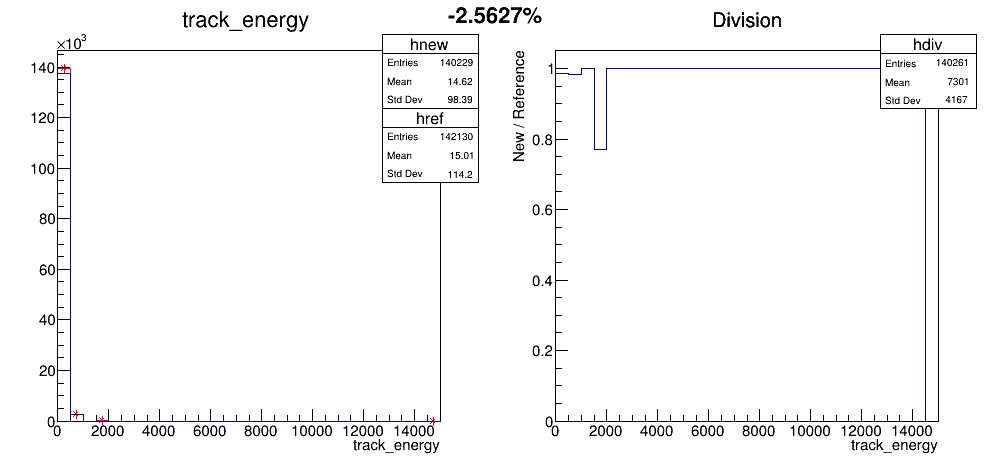 track_energy
-2.5627%
Division
×10³
hnew
Entries 140229
Mean 14.62
Std Dev 98.39
href
Entries 142130
Mean 15.01
Std Dev 114.2
140
120
100
80
60
40
20
0
0 2000 4000 6000 8000 10000 12000 14000
track_energy
New / Reference
hdiv
Entries 140261
Mean 7301
Std Dev 4167
1
0.8
0.6
0.4
0.2
0
0 2000 4000 6000 8000 10000 12000 14000
track_energy